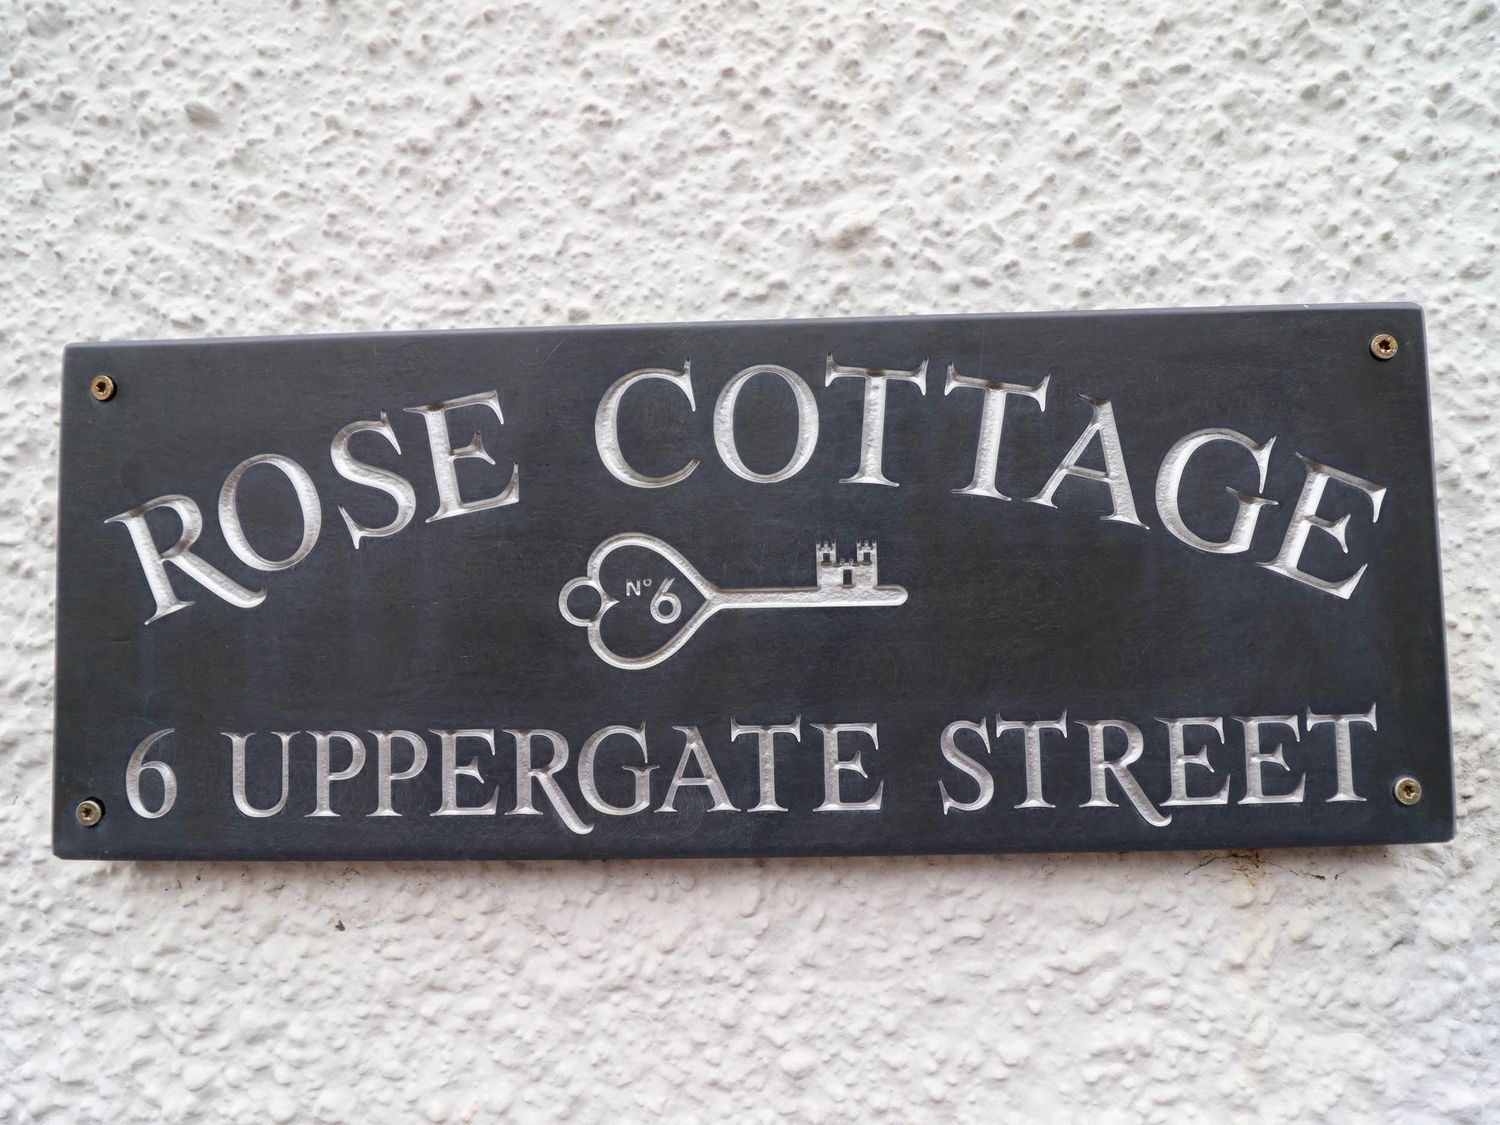 ROSE COTTAGE
Nº 6
6 UPPERGATE STREET